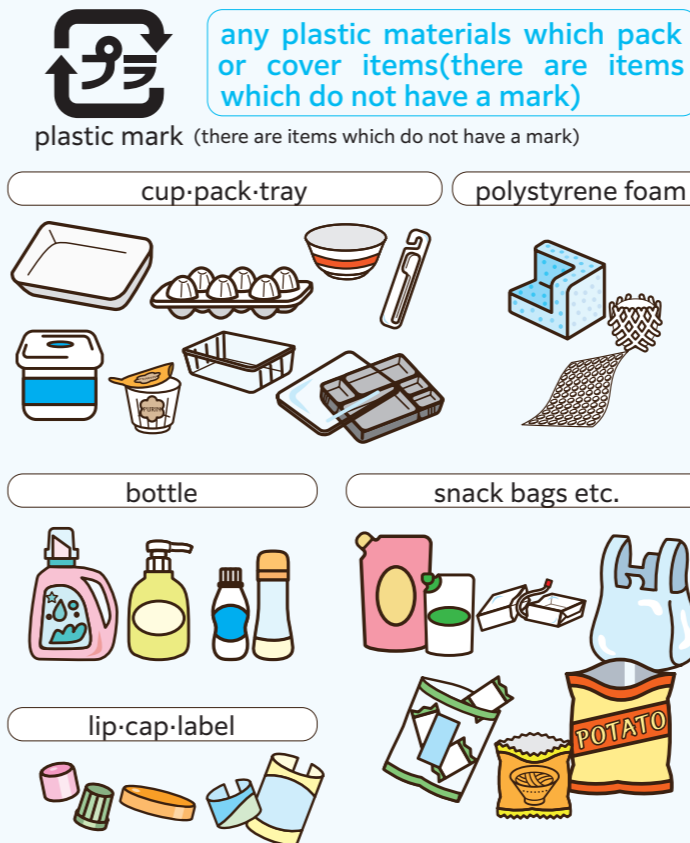 プラ
any plastic materials which pack
or cover items(there are items
which do not have a mark)
plastic mark (there are items which do not have a mark)
cup·pack·tray
polystyrene foam
bottle
snack bags etc.
POTATO
lip·cap·label